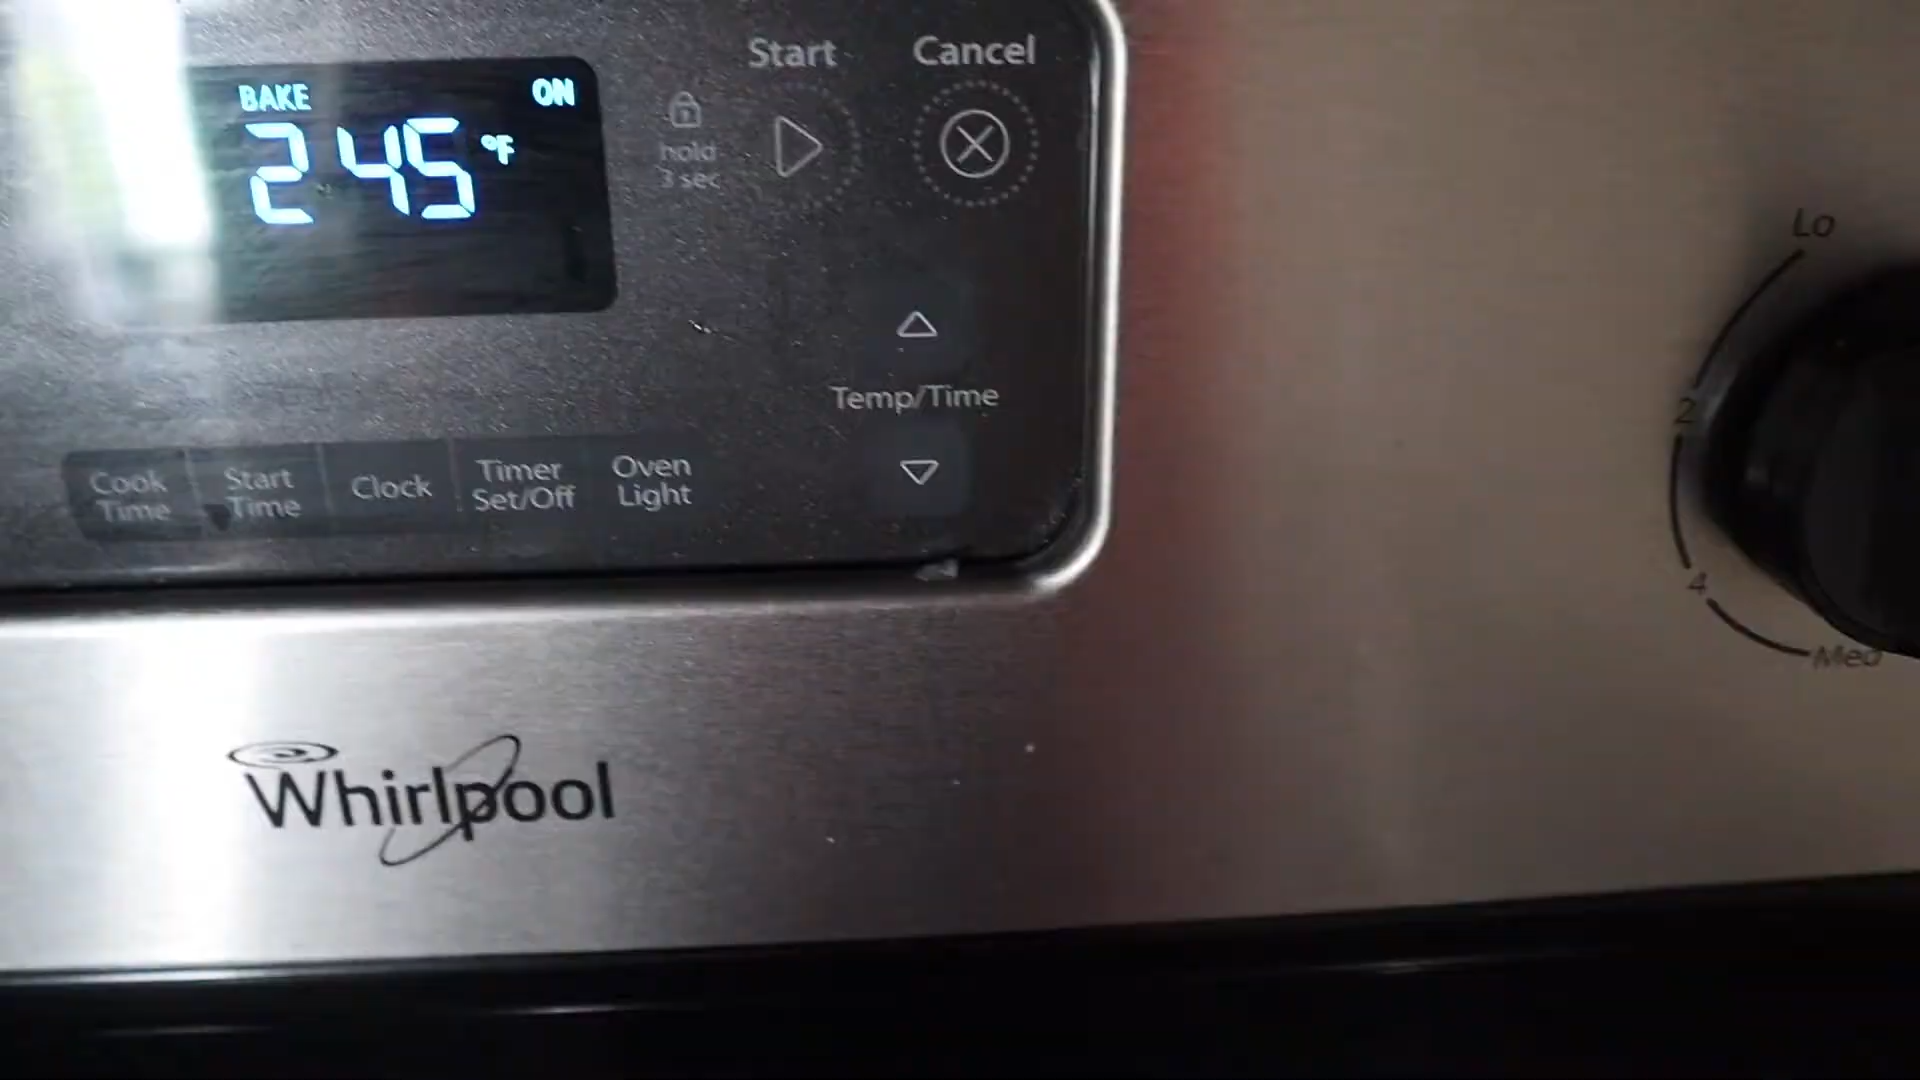 Start Cancel
BAKE ON
245 °F
hold
3 sec
Lo
Temp/Time
2
Cook
Time
Start
Time
Clock
Timer
Set/Off
Oven
Light
4
Med
Whirlpool